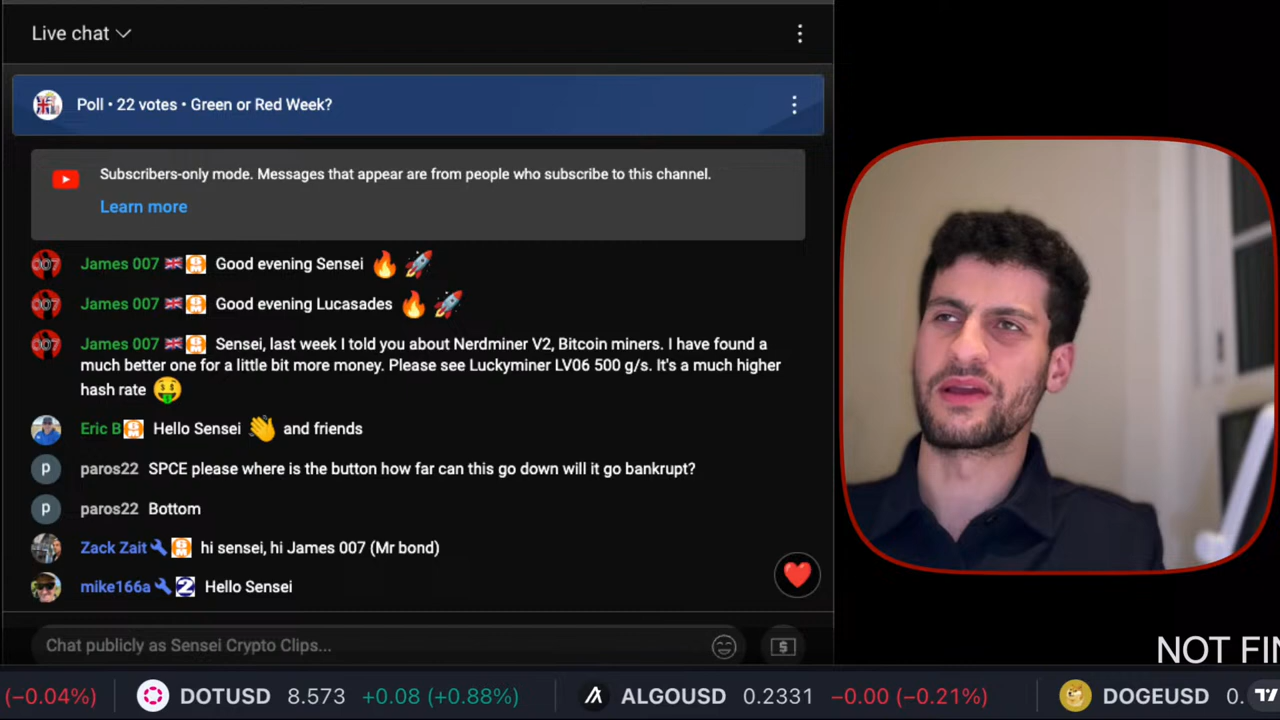 Live chat
Poll • 22 votes • Green or Red Week?
Subscribers-only mode. Messages that appear are from people who subscribe to this channel.
Learn more
James 007 🇬🇧 Good evening Sensei 🔥 🚀
James 007 🇬🇧 Good evening Lucasades 🔥 🚀
James 007 🇬🇧 Sensei, last week I told you about Nerdminer V2, Bitcoin miners. I have found a
much better one for a little bit more money. Please see Luckyminer LV06 500 g/s. It's a much higher
hash rate 🤑
Eric B Hello Sensei 👋 and friends
p paros22 SPCE please where is the button how far can this go down will it go bankrupt?
p paros22 Bottom
Zack Zait hi sensei, hi James 007 (Mr bond)
mike166a 2 Hello Sensei
Chat publicly as Sensei Crypto Clips...
NOT FIN
(−0.04%) DOTUSD 8.573 +0.08 (+0.88%) ALGOUSD 0.2331 −0.00 (−0.21%) DOGEUSD 0.